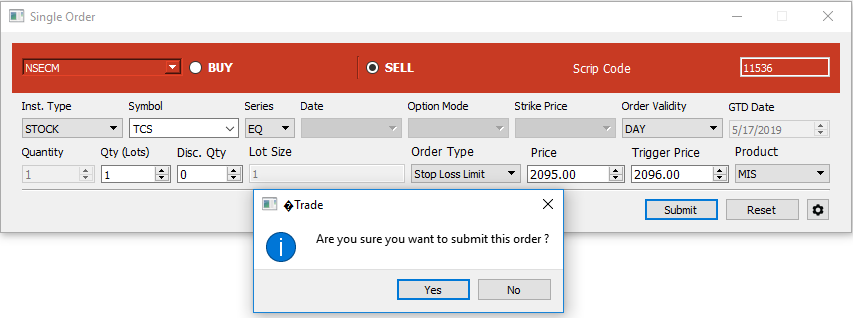 Single Order
NSECM BUY SELL Scrip Code 11536
Inst. Type Symbol Series Date Option Mode Strike Price Order Validity GTD Date
STOCK TCS EQ DAY 5/17/2019
Quantity Qty (Lots) Disc. Qty Lot Size Order Type Price Trigger Price Product
1 1 0 1 Stop Loss Limit 2095.00 2096.00 MIS
Submit Reset
�Trade
Are you sure you want to submit this order ?
Yes No